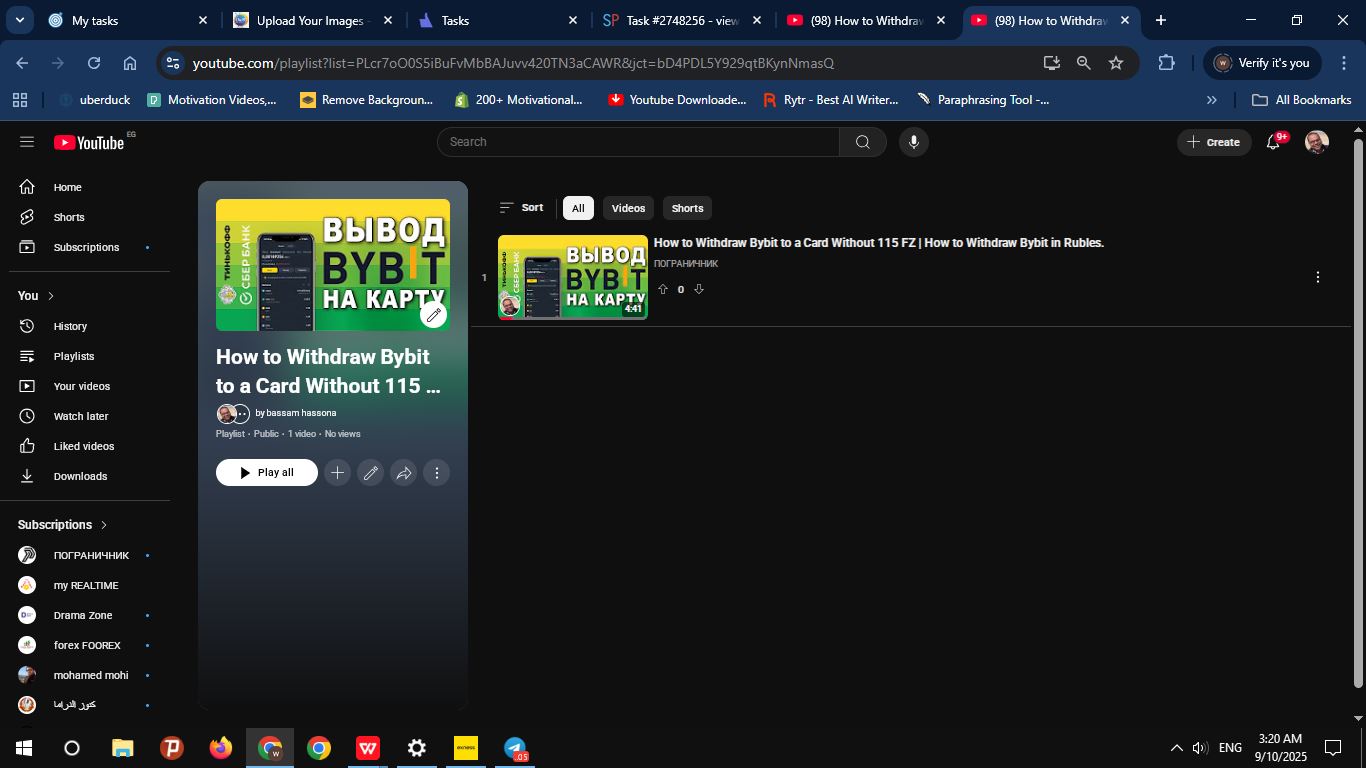 My tasks
Upload Your Images -
Tasks
Task #2748256 - view
(98) How to Withdraw
(98) How to Withdraw
youtube.com/playlist?list=PLcr7oO0S5iBuFvMbBAJuvv420TN3aCAWR&jct=bD4PDL5Y929qtBKynNmasQ
Verify it's you
uberduck
Motivation Videos,...
Remove Backgroun...
200+ Motivational...
Youtube Downloade...
Rytr - Best AI Writer...
Paraphrasing Tool -...
All Bookmarks
YouTube EG
Search
Create
9+
Home
Shorts
Subscriptions
You
History
Playlists
Your videos
Watch later
Liked videos
Downloads
Subscriptions
ПОГРАНИЧНИК
my REALTIME
Drama Zone
forex FOOREX
mohamed mohi
كنوز الدراما
ТИНЬКОФФ
СБЕР БАНК
ВЫВОД
BYBIT
НА КАРТУ
How to Withdraw Bybit
to a Card Without 115 ...
by bassam hassona
Playlist • Public • 1 video • No views
Play all
Sort
All
Videos
Shorts
1
ТИНЬКОФФ
СБЕР БАНК
ВЫВОД
BYBIT
НА КАРТУ
4:41
How to Withdraw Bybit to a Card Without 115 FZ | How to Withdraw Bybit in Rubles.
ПОГРАНИЧНИК
0
exness
.05
ENG
3:20 AM
9/10/2025